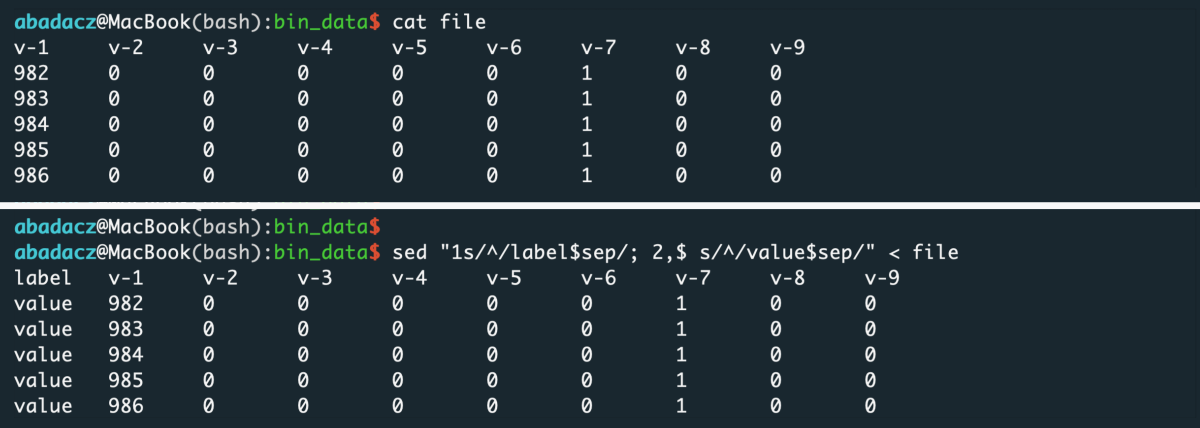 abadacz@MacBook(bash):bin_data$ cat file
v-1 v-2 v-3 v-4 v-5 v-6 v-7 v-8 v-9
982 0 0 0 0 0 1 0 0
983 0 0 0 0 0 1 0 0
984 0 0 0 0 0 1 0 0
985 0 0 0 0 0 1 0 0
986 0 0 0 0 0 1 0 0
abadacz@MacBook(bash):bin_data$
abadacz@MacBook(bash):bin_data$ sed "1s/^/label$sep/; 2,$ s/^/value$sep/" < file
label v-1 v-2 v-3 v-4 v-5 v-6 v-7 v-8 v-9
value 982 0 0 0 0 0 1 0 0
value 983 0 0 0 0 0 1 0 0
value 984 0 0 0 0 0 1 0 0
value 985 0 0 0 0 0 1 0 0
value 986 0 0 0 0 0 1 0 0